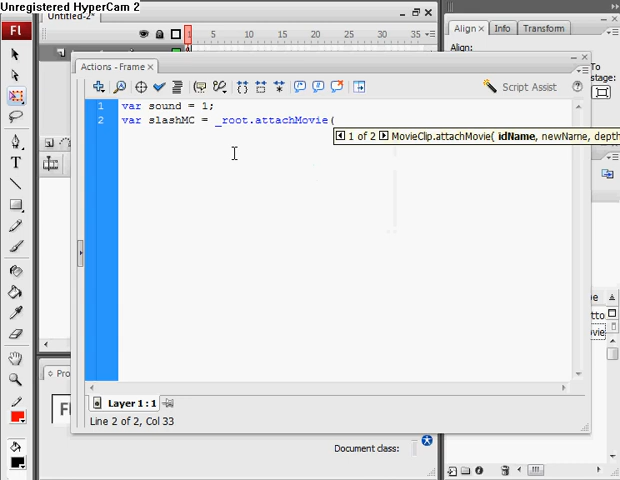 Unregistered HyperCam 2
Fl
Untitled-2*
1 5 10 15 20 25 30 35
Align × Info Transform
Align:
To
stage:
Actions - Frame ×
Script Assist
1 var sound = 1;
2 var slashMC = _root.attachMovie(
1 of 2 MovieClip.attachMovie( idName, newName, depth
Layer 1 : 1
Line 2 of 2, Col 33
Document class: